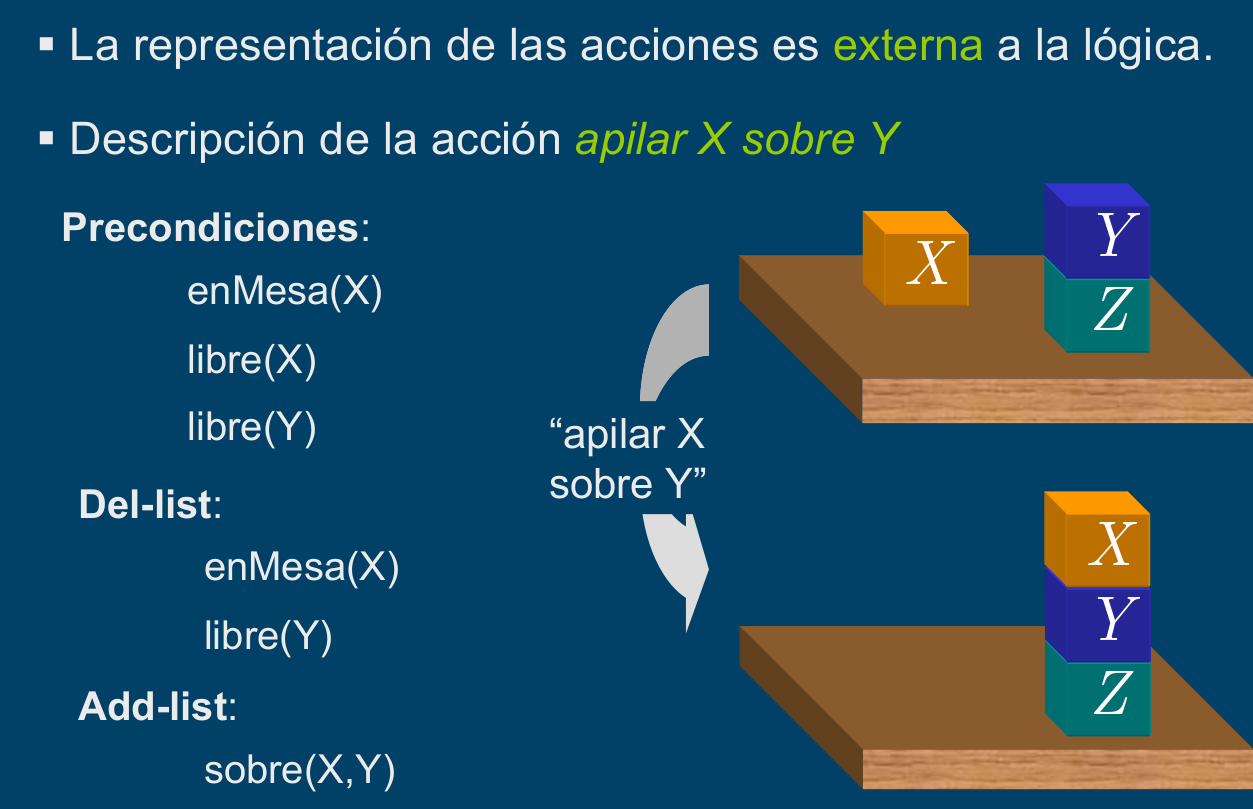 ▪ La representación de las acciones es externa a la lógica.
▪ Descripción de la acción apilar X sobre Y
Precondiciones:
enMesa(X)
libre(X)
libre(Y)
Del-list:
enMesa(X)
libre(Y)
Add-list:
sobre(X,Y)
“apilar X
sobre Y”
X
Y
Z
X
Y
Z